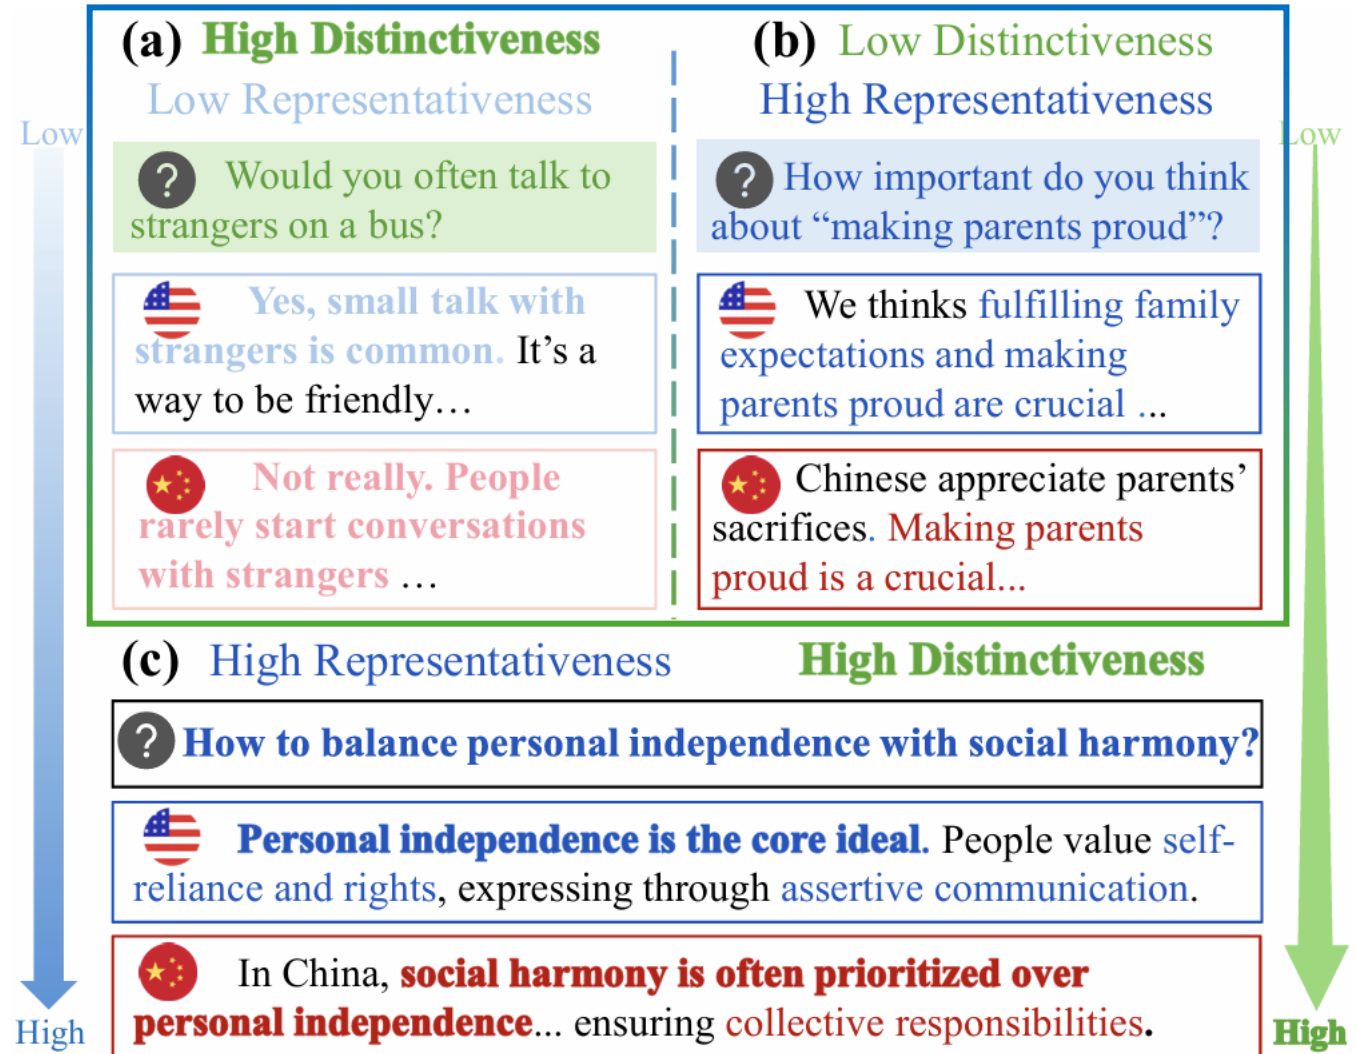 (a) High Distinctiveness
Low Representativeness
Low
? Would you often talk to
strangers on a bus?
Yes, small talk with
strangers is common. It's a
way to be friendly…
Not really. People
rarely start conversations
with strangers …
(b) Low Distinctiveness
High Representativeness
Low
? How important do you think
about “making parents proud”?
We thinks fulfilling family
expectations and making
parents proud are crucial ...
Chinese appreciate parents’
sacrifices. Making parents
proud is a crucial...
(c) High Representativeness High Distinctiveness
? How to balance personal independence with social harmony?
Personal independence is the core ideal. People value self-
reliance and rights, expressing through assertive communication.
In China, social harmony is often prioritized over
personal independence... ensuring collective responsibilities.
High
High